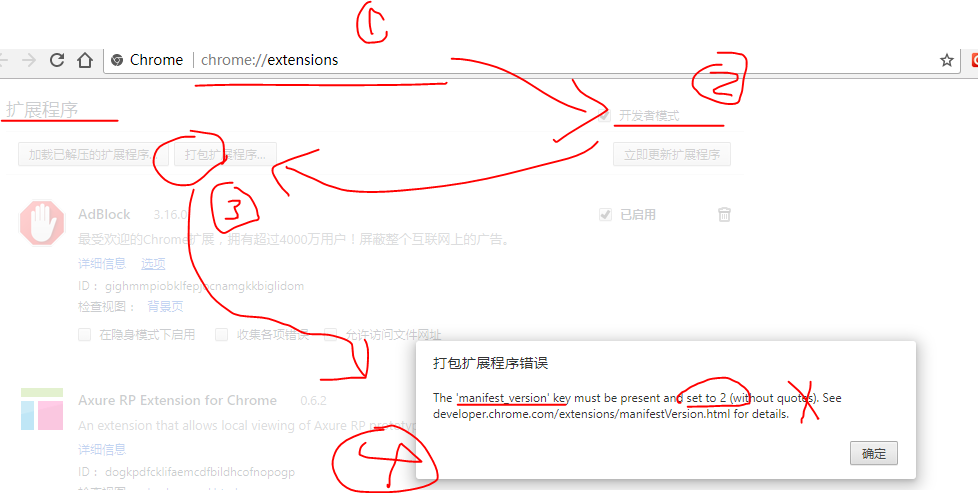 1
Chrome chrome://extensions
2
扩展程序
开发者模式
加载已解压的扩展程序... 打包扩展程序... 立即更新扩展程序
3
AdBlock 3.16.0 已启用
最受欢迎的Chrome扩展，拥有超过4000万用户！屏蔽整个互联网上的广告。
详细信息 选项
ID： gighmmpiobklfepjocnamgkkbiglidom
检查视图： 背景页
在隐身模式下启用 收集各项错误 允许访问文件网址
打包扩展程序错误
The 'manifest_version' key must be present and set to 2 (without quotes). See
developer.chrome.com/extensions/manifestVersion.html for details.
X
确定
Axure RP Extension for Chrome 0.6.2
An extension that allows local viewing of Axure RP prototyp
详细信息
4
ID： dogkpdfcklifaemcdfbildhcofnopogp
检查视图：